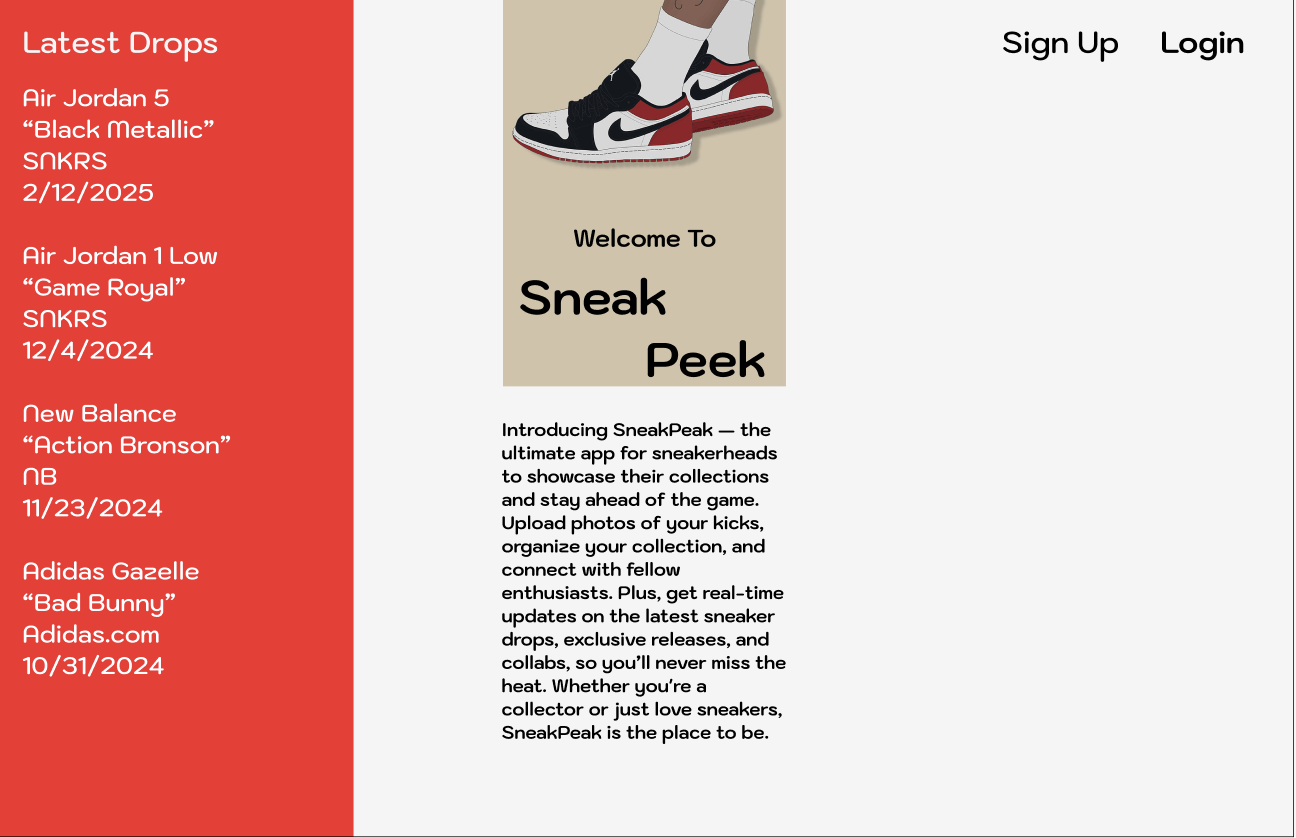 Latest Drops
Air Jordan 5
“Black Metallic”
SNKRS
2/12/2025
Air Jordan 1 Low
“Game Royal”
SNKRS
12/4/2024
New Balance
“Action Bronson”
NB
11/23/2024
Adidas Gazelle
“Bad Bunny”
Adidas.com
10/31/2024
Welcome To
Sneak
Peek
Introducing SneakPeak — the
ultimate app for sneakerheads
to showcase their collections
and stay ahead of the game.
Upload photos of your kicks,
organize your collection, and
connect with fellow
enthusiasts. Plus, get real-time
updates on the latest sneaker
drops, exclusive releases, and
collabs, so you’ll never miss the
heat. Whether you're a
collector or just love sneakers,
SneakPeak is the place to be.
Sign Up
Login